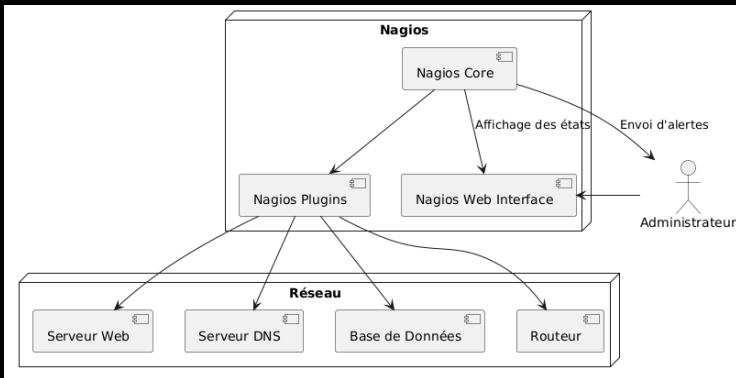 Nagios
Nagios Core
Affichage des états
Envoi d'alertes
Nagios Plugins
Nagios Web Interface
Administrateur
Réseau
Serveur Web
Serveur DNS
Base de Données
Routeur